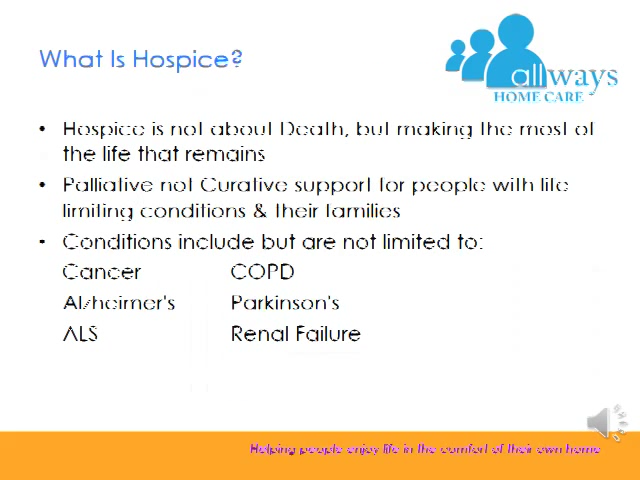 What Is Hospice?
allways
HOME CARE
• Hospice is not about Death, but making the most of
the life that remains
• Palliative not Curative support for people with life
limiting conditions & their families
• Conditions include but are not limited to:
Cancer COPD
Alzheimer's Parkinson's
ALS Renal Failure
Helping people enjoy life in the comfort of their own home